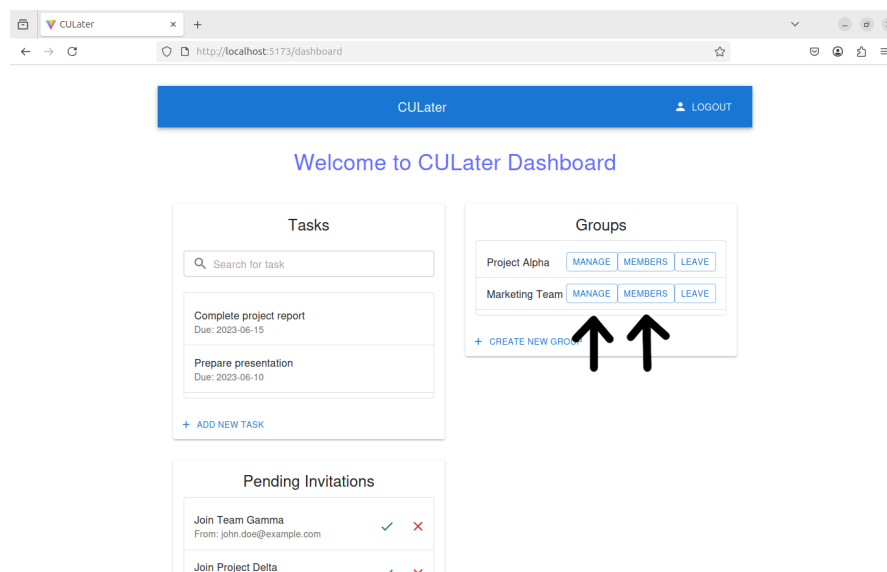 CULater
http://localhost:5173/dashboard
CULater
LOGOUT
Welcome to CULater Dashboard
Tasks
Search for task
Complete project report
Due: 2023-06-15
Prepare presentation
Due: 2023-06-10
+ ADD NEW TASK
Groups
Project Alpha MANAGE MEMBERS LEAVE
Marketing Team MANAGE MEMBERS LEAVE
+ CREATE NEW GROUP
Pending Invitations
Join Team Gamma
From: john.doe@example.com
Join Project Delta